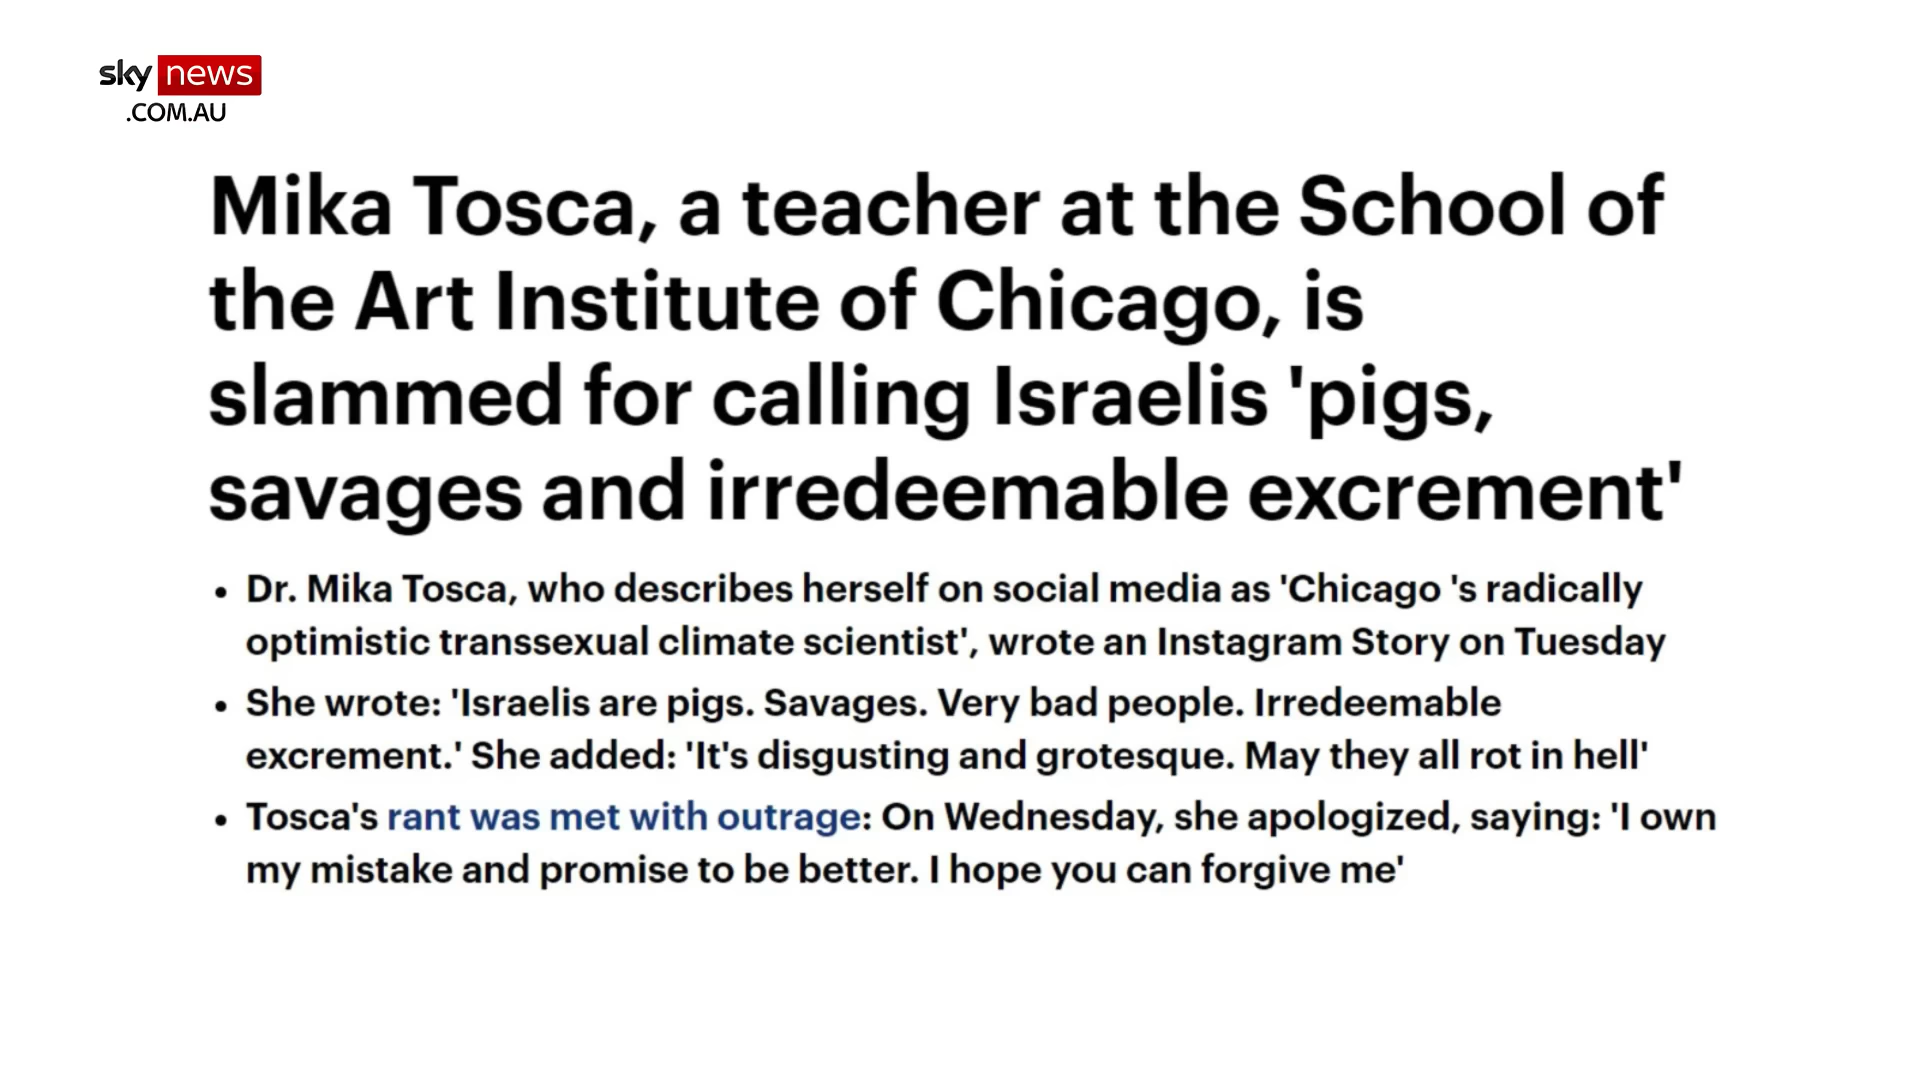 sky news
.COM.AU
Mika Tosca, a teacher at the School of
the Art Institute of Chicago, is
slammed for calling Israelis 'pigs,
savages and irredeemable excrement'
• Dr. Mika Tosca, who describes herself on social media as 'Chicago 's radically
optimistic transsexual climate scientist', wrote an Instagram Story on Tuesday
• She wrote: 'Israelis are pigs. Savages. Very bad people. Irredeemable
excrement.' She added: 'It's disgusting and grotesque. May they all rot in hell'
• Tosca's rant was met with outrage: On Wednesday, she apologized, saying: 'I own
my mistake and promise to be better. I hope you can forgive me'